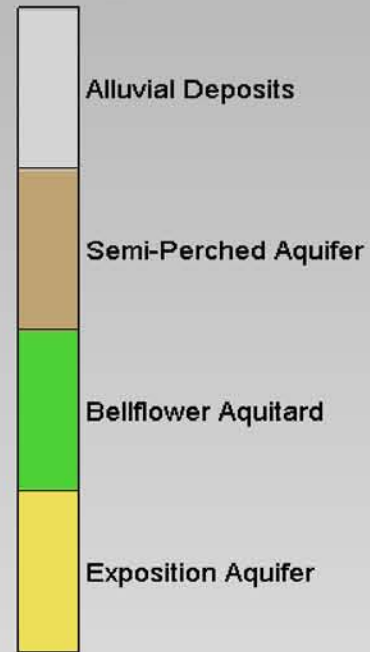 Alluvial Deposits
Semi-Perched Aquifer
Bellflower Aquitard
Exposition Aquifer